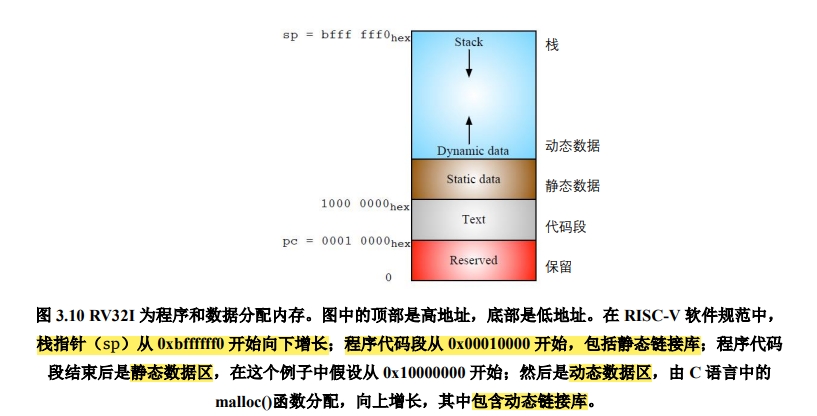 sp = bfff fff0hex
Stack
栈
Dynamic data
动态数据
Static data
静态数据
1000 0000hex
Text
代码段
pc = 0001 0000hex
Reserved
保留
0
图 3.10 RV32I 为程序和数据分配内存。图中的顶部是高地址，底部是低地址。在 RISC-V 软件规范中，
栈指针（sp）从 0xbffffff0 开始向下增长；程序代码段从 0x00010000 开始，包括静态链接库；程序代码
段结束后是静态数据区，在这个例子中假设从 0x10000000 开始；然后是动态数据区，由 C 语言中的
malloc()函数分配，向上增长，其中包含动态链接库。